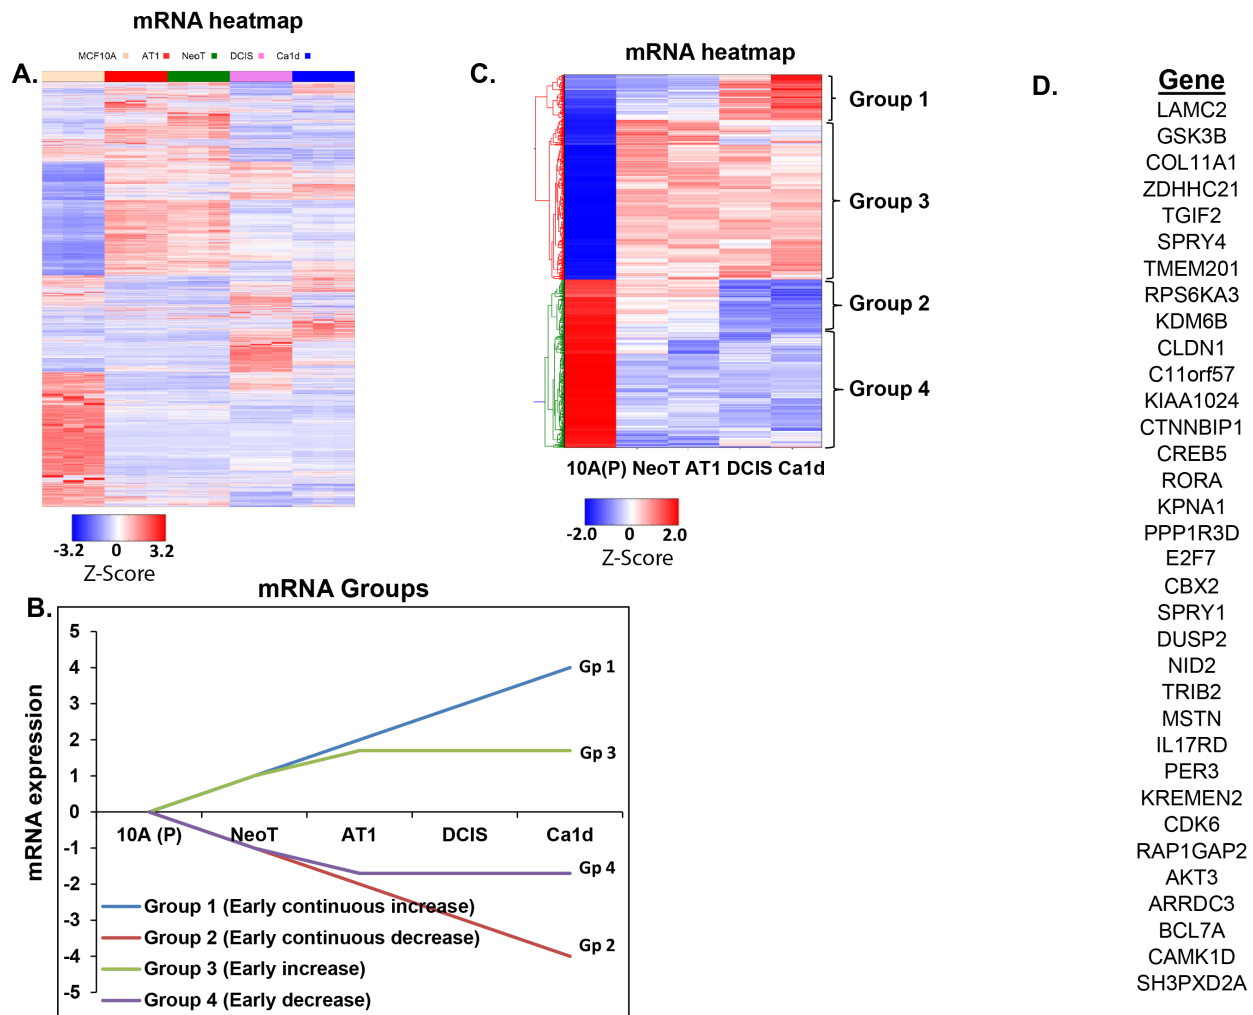 mRNA heatmap
MCF10A AT1 NeoT DCIS Ca1d
A.
-3.2 0 3.2
Z-Score
mRNA Groups
B.
mRNA expression
5
4
3
2
1
0
-1
-2
-3
-4
-5
10A (P) NeoT AT1 DCIS Ca1d
Gp 1
Gp 3
Gp 4
Gp 2
Group 1 (Early continuous increase)
Group 2 (Early continuous decrease)
Group 3 (Early increase)
Group 4 (Early decrease)
mRNA heatmap
C.
Group 1
Group 3
Group 2
Group 4
10A(P) NeoT AT1 DCIS Ca1d
-2.0 0 2.0
Z-Score
D.
Gene
LAMC2
GSK3B
COL11A1
ZDHHC21
TGIF2
SPRY4
TMEM201
RPS6KA3
KDM6B
CLDN1
C11orf57
KIAA1024
CTNNBIP1
CREB5
RORA
KPNA1
PPP1R3D
E2F7
CBX2
SPRY1
DUSP2
NID2
TRIB2
MSTN
IL17RD
PER3
KREMEN2
CDK6
RAP1GAP2
AKT3
ARRDC3
BCL7A
CAMK1D
SH3PXD2A